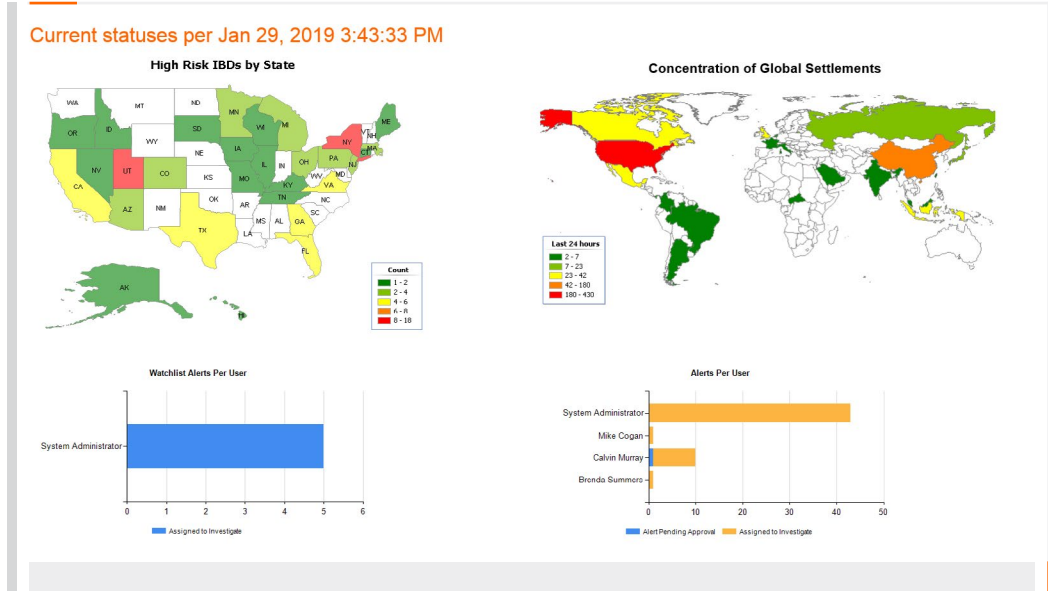 Current statuses per Jan 29, 2019 3:43:33 PM
High Risk IBDs by State
WA
MT
ND
MN
OR
ID
SD
WI
MI
VT
NH
ME
WY
NY
MA
CT
NV
UT
NE
IA
PA
NJ
CA
CO
IL
IN
OH
WV
MD
VA
KS
MO
KY
AZ
NM
OK
AR
TN
NC
SC
TX
LA
MS
AL
GA
FL
AK
HI
Count
1 - 2
2 - 4
4 - 6
6 - 8
8 - 18
Concentration of Global Settlements
Last 24 hours
2 - 7
7 - 23
23 - 42
42 - 180
180 - 430
Watchlist Alerts Per User
System Administrator
0 1 2 3 4 5 6
Assigned to Investigate
Alerts Per User
System Administrator
Mike Cogan
Calvin Murray
Brenda Summers
0 10 20 30 40 50
Alert Pending Approval Assigned to Investigate